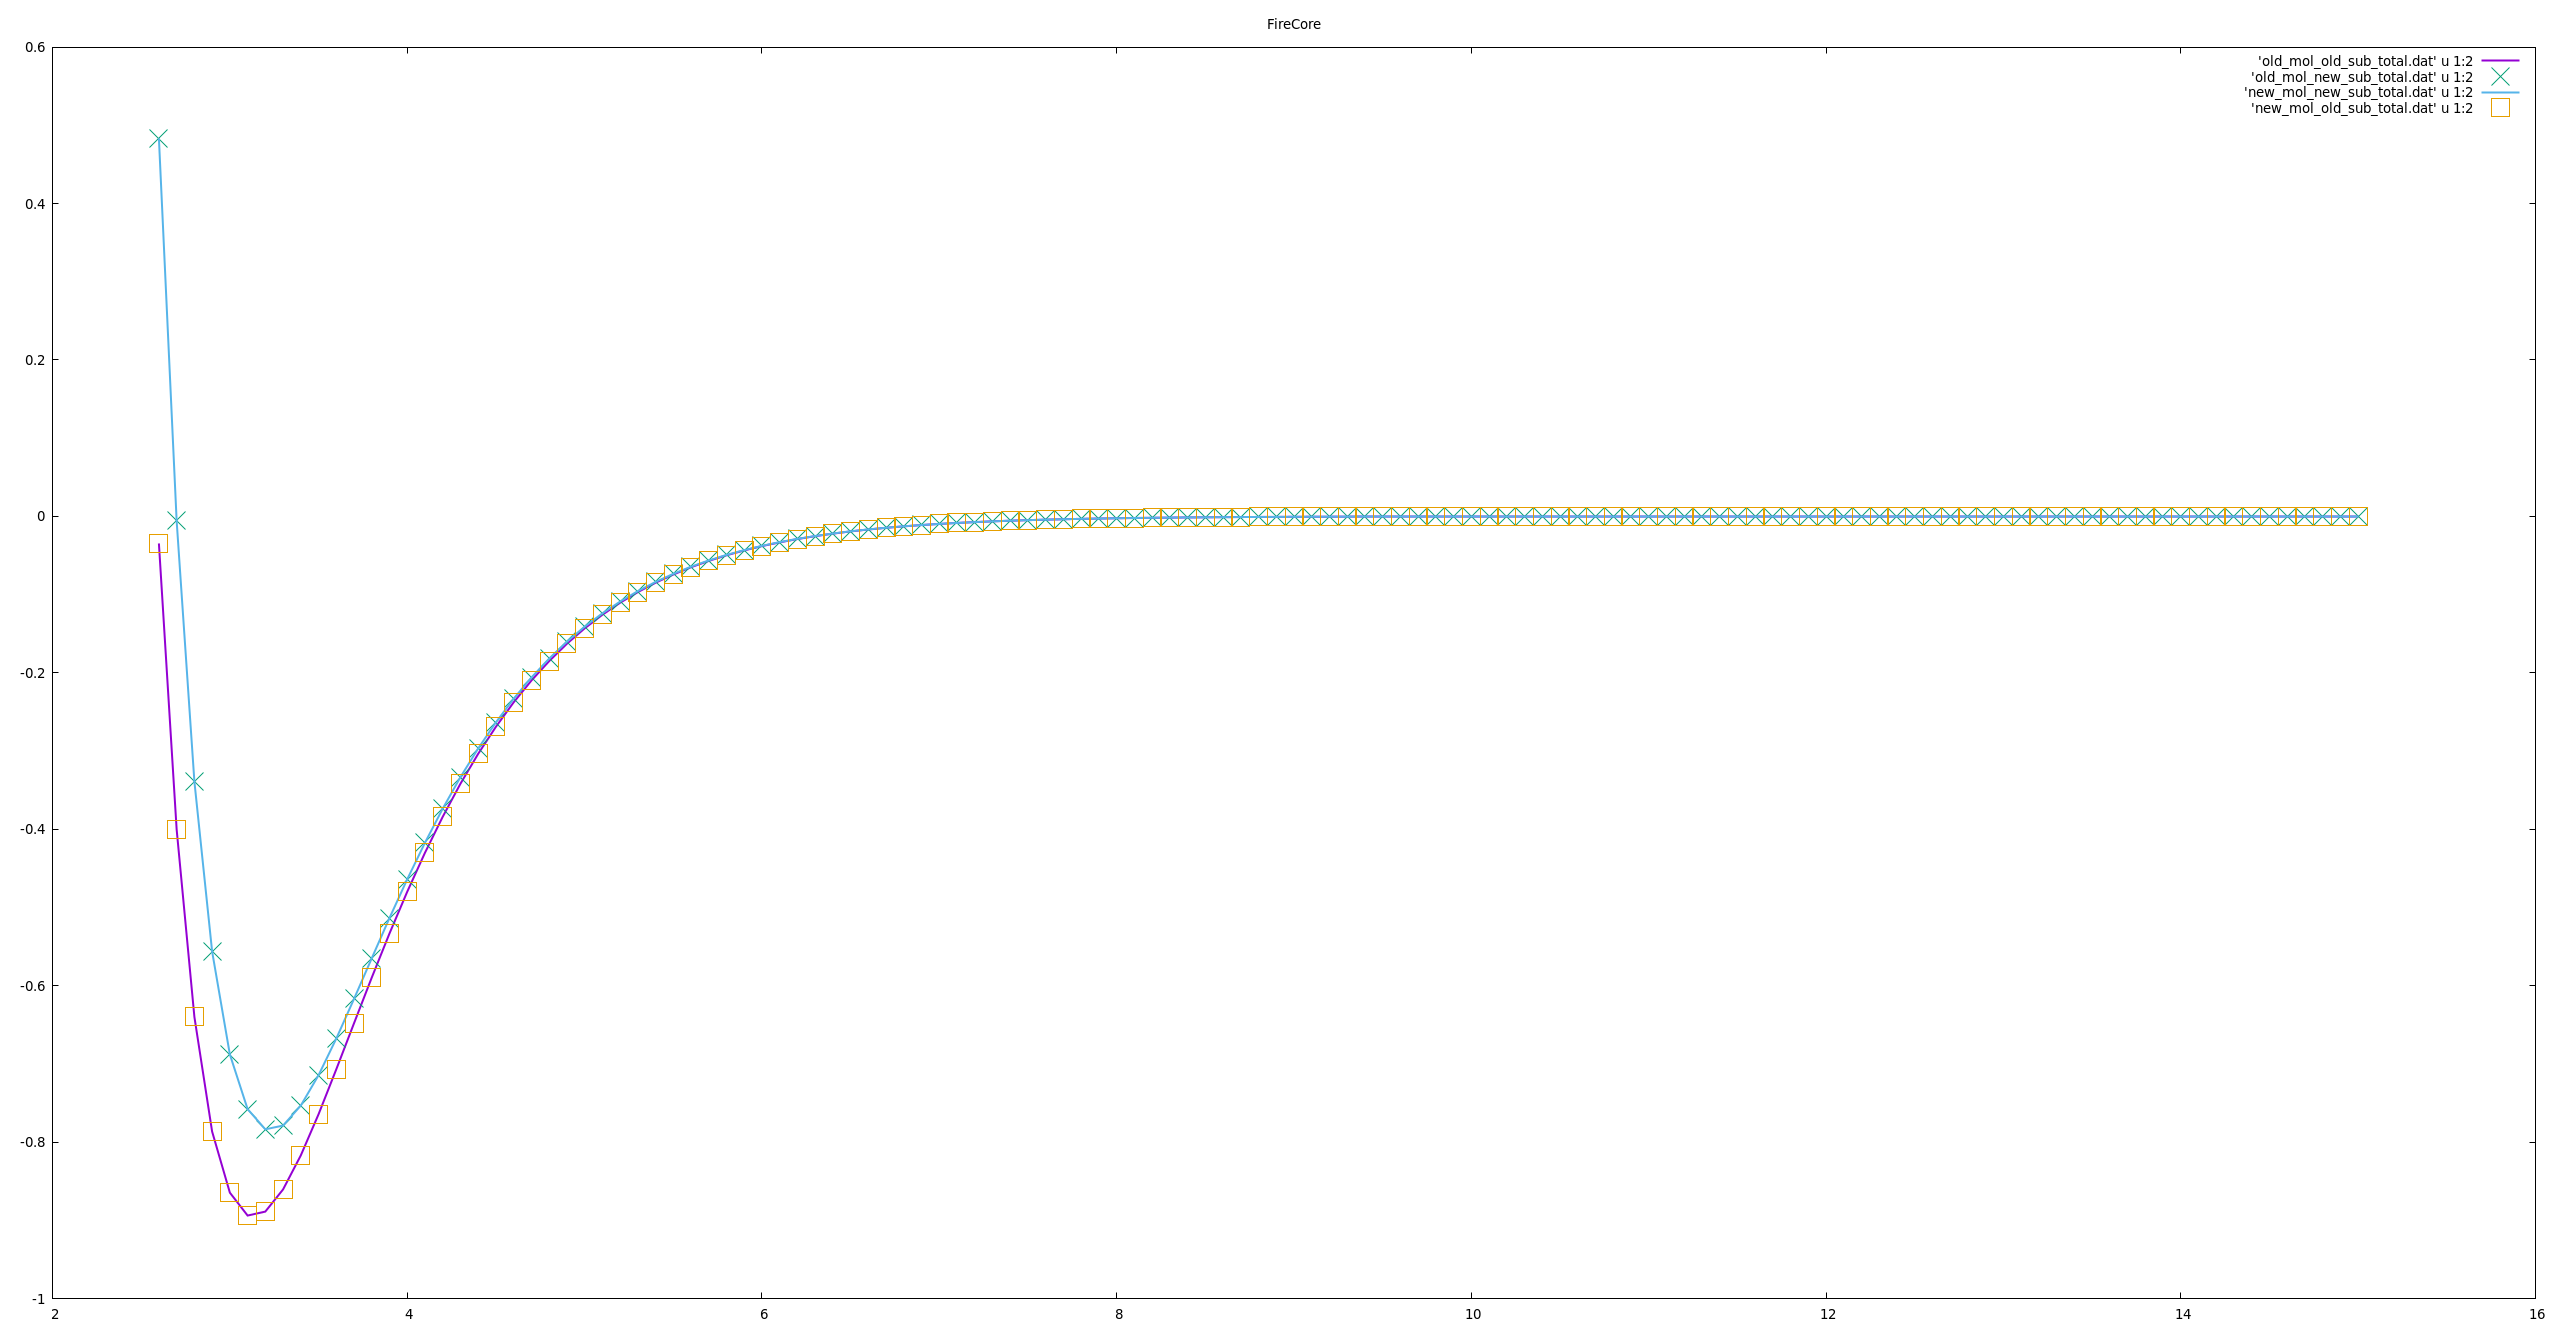 FireCore
0.6
'old_mol_old_sub_total.dat' u 1:2
'old_mol_new_sub_total.dat' u 1:2
'new_mol_new_sub_total.dat' u 1:2
'new_mol_old_sub_total.dat' u 1:2
0.4
0.2
0
-0.2
-0.4
-0.6
-0.8
-1
2 4 6 8 10 12 14 16